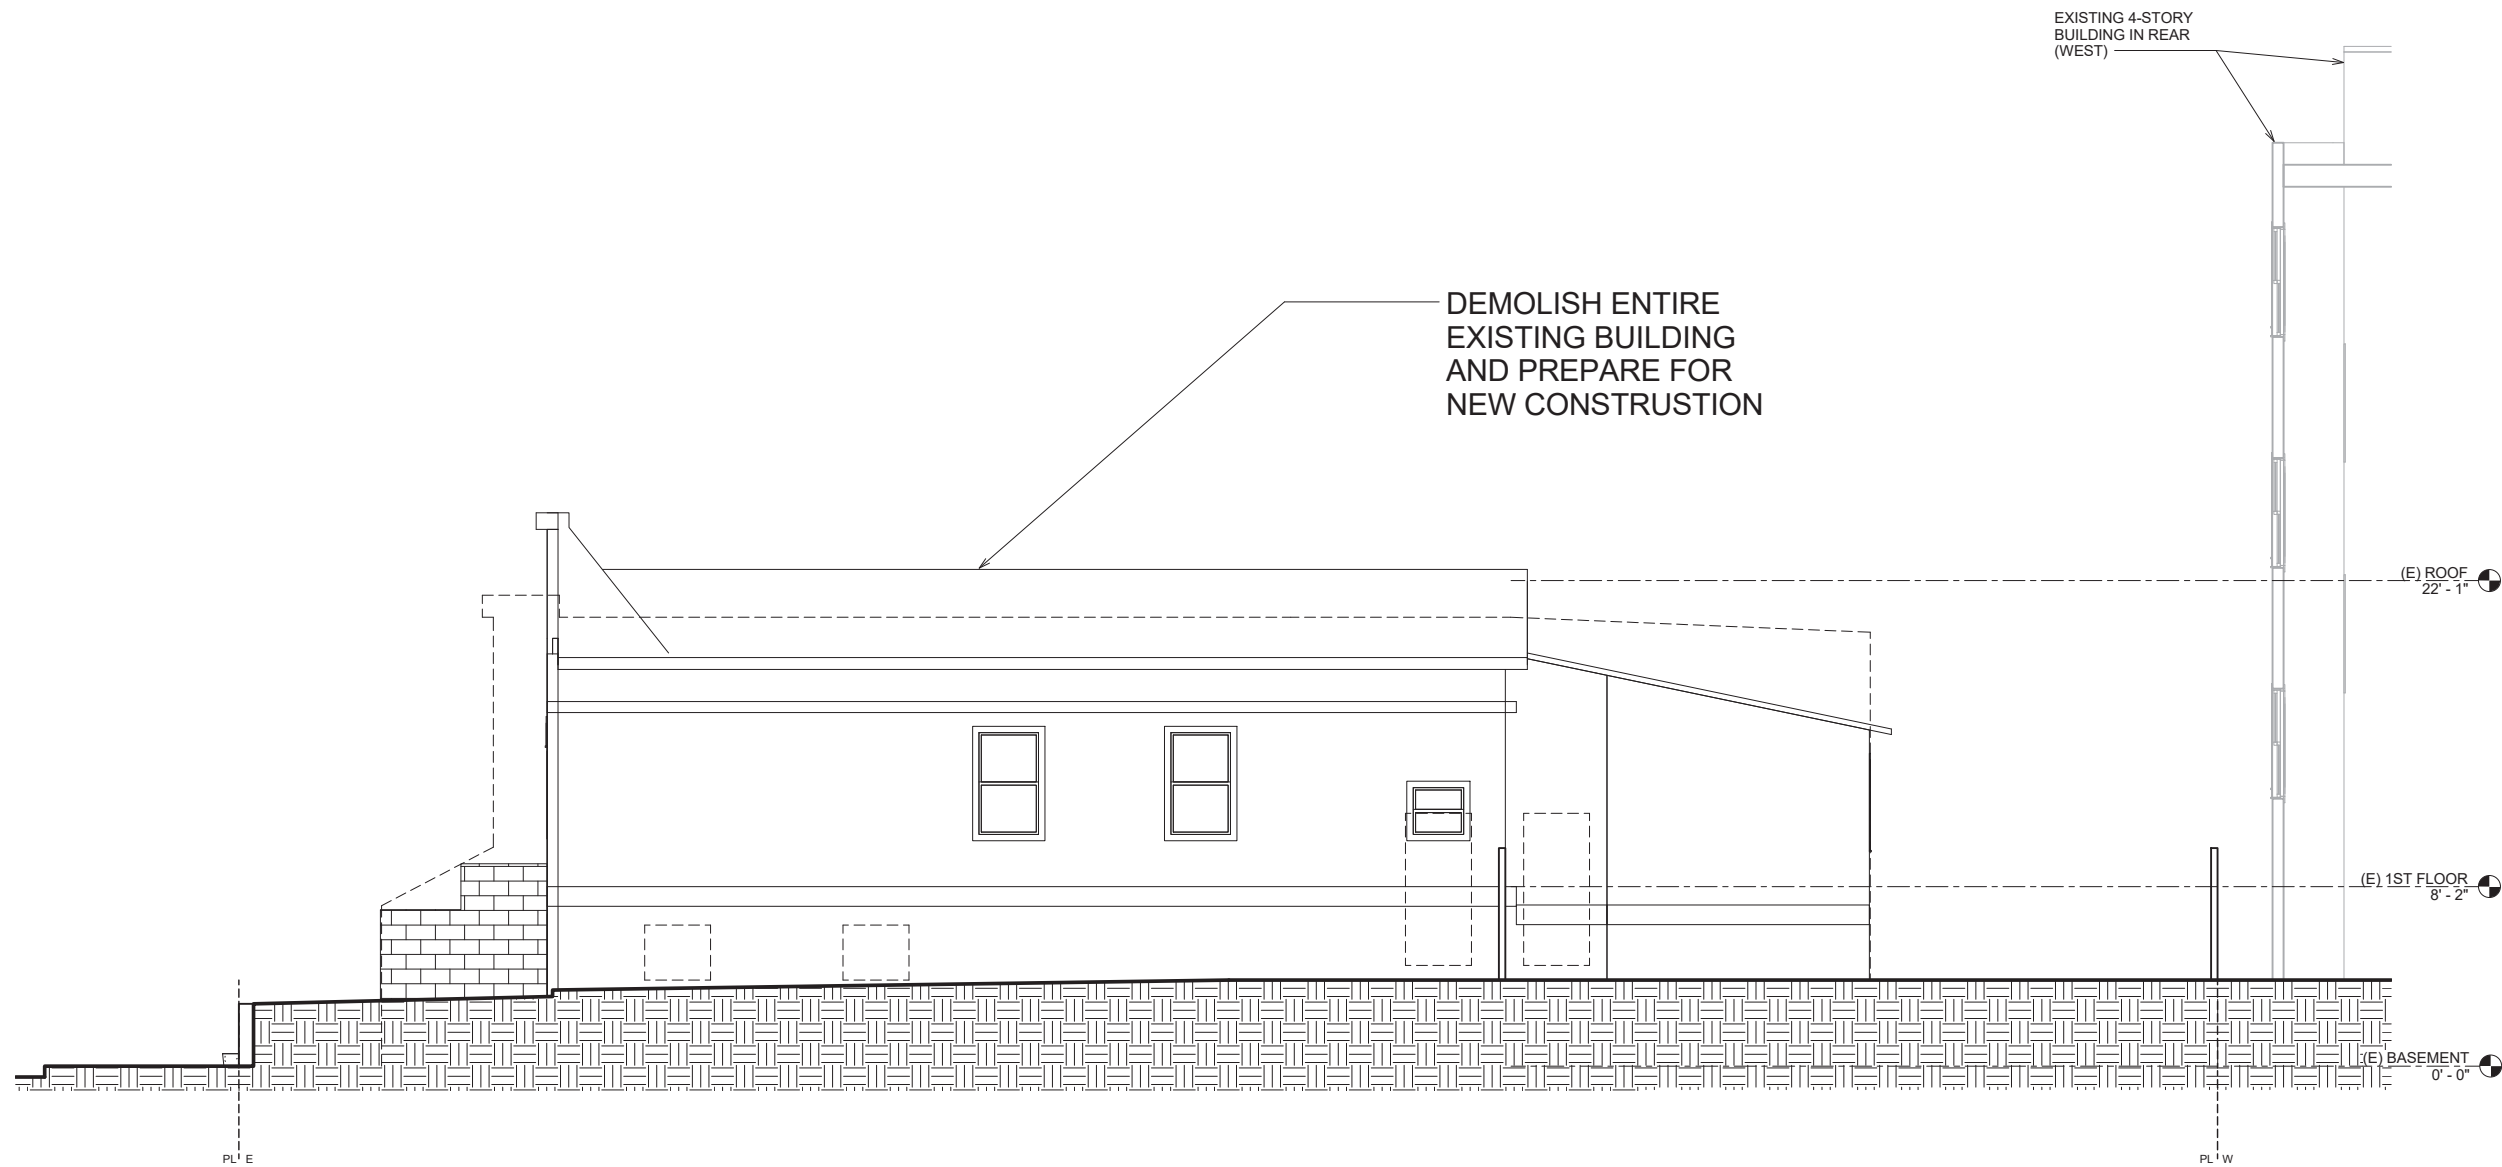 EXISTING 4-STORY
BUILDING IN REAR
(WEST)
DEMOLISH ENTIRE
EXISTING BUILDING
AND PREPARE FOR
NEW CONSTRUSTION
(E) ROOF
22' - 1"
(E) 1ST FLOOR
8' - 2"
(E) BASEMENT
0' - 0"
PL E
PL W